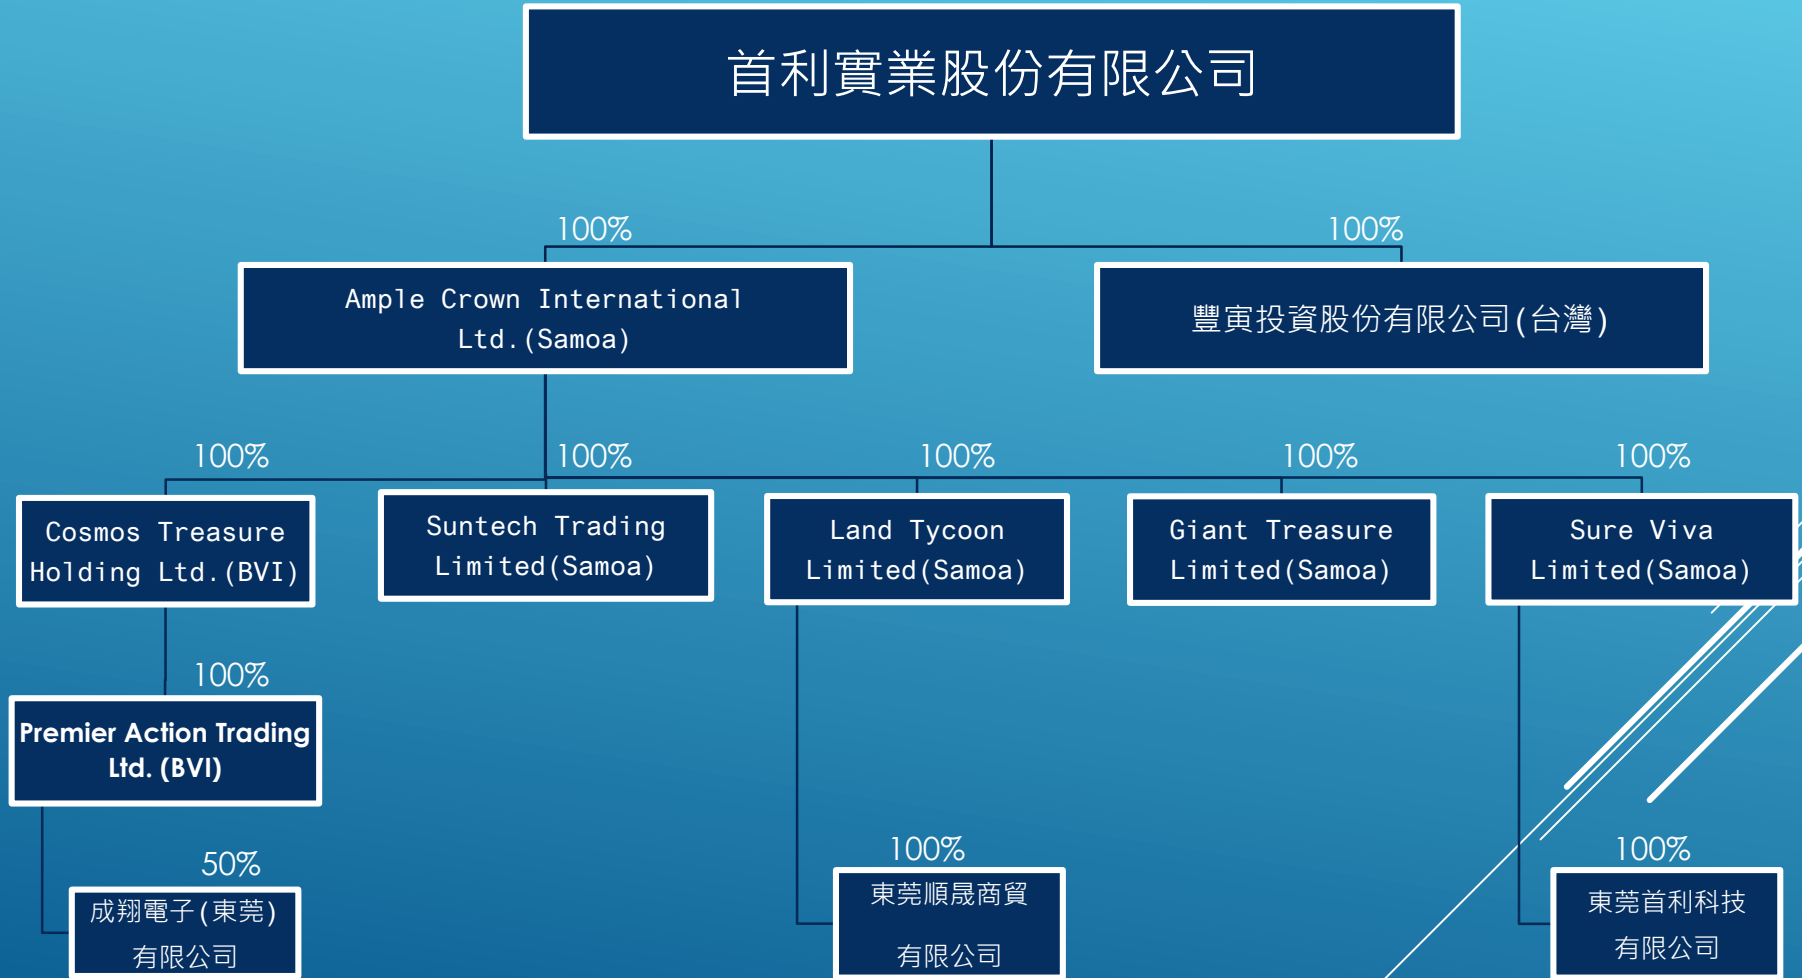 首利實業股份有限公司
100%
100%
Ample Crown International
Ltd.(Samoa)
豐寅投資股份有限公司(台灣)
100%
100%
100%
100%
100%
Cosmos Treasure
Holding Ltd.(BVI)
Suntech Trading
Limited(Samoa)
Land Tycoon
Limited(Samoa)
Giant Treasure
Limited(Samoa)
Sure Viva
Limited(Samoa)
100%
Premier Action Trading
Ltd. (BVI)
50%
成翔電子(東莞)
有限公司
100%
東莞順晟商貿
有限公司
100%
東莞首利科技
有限公司